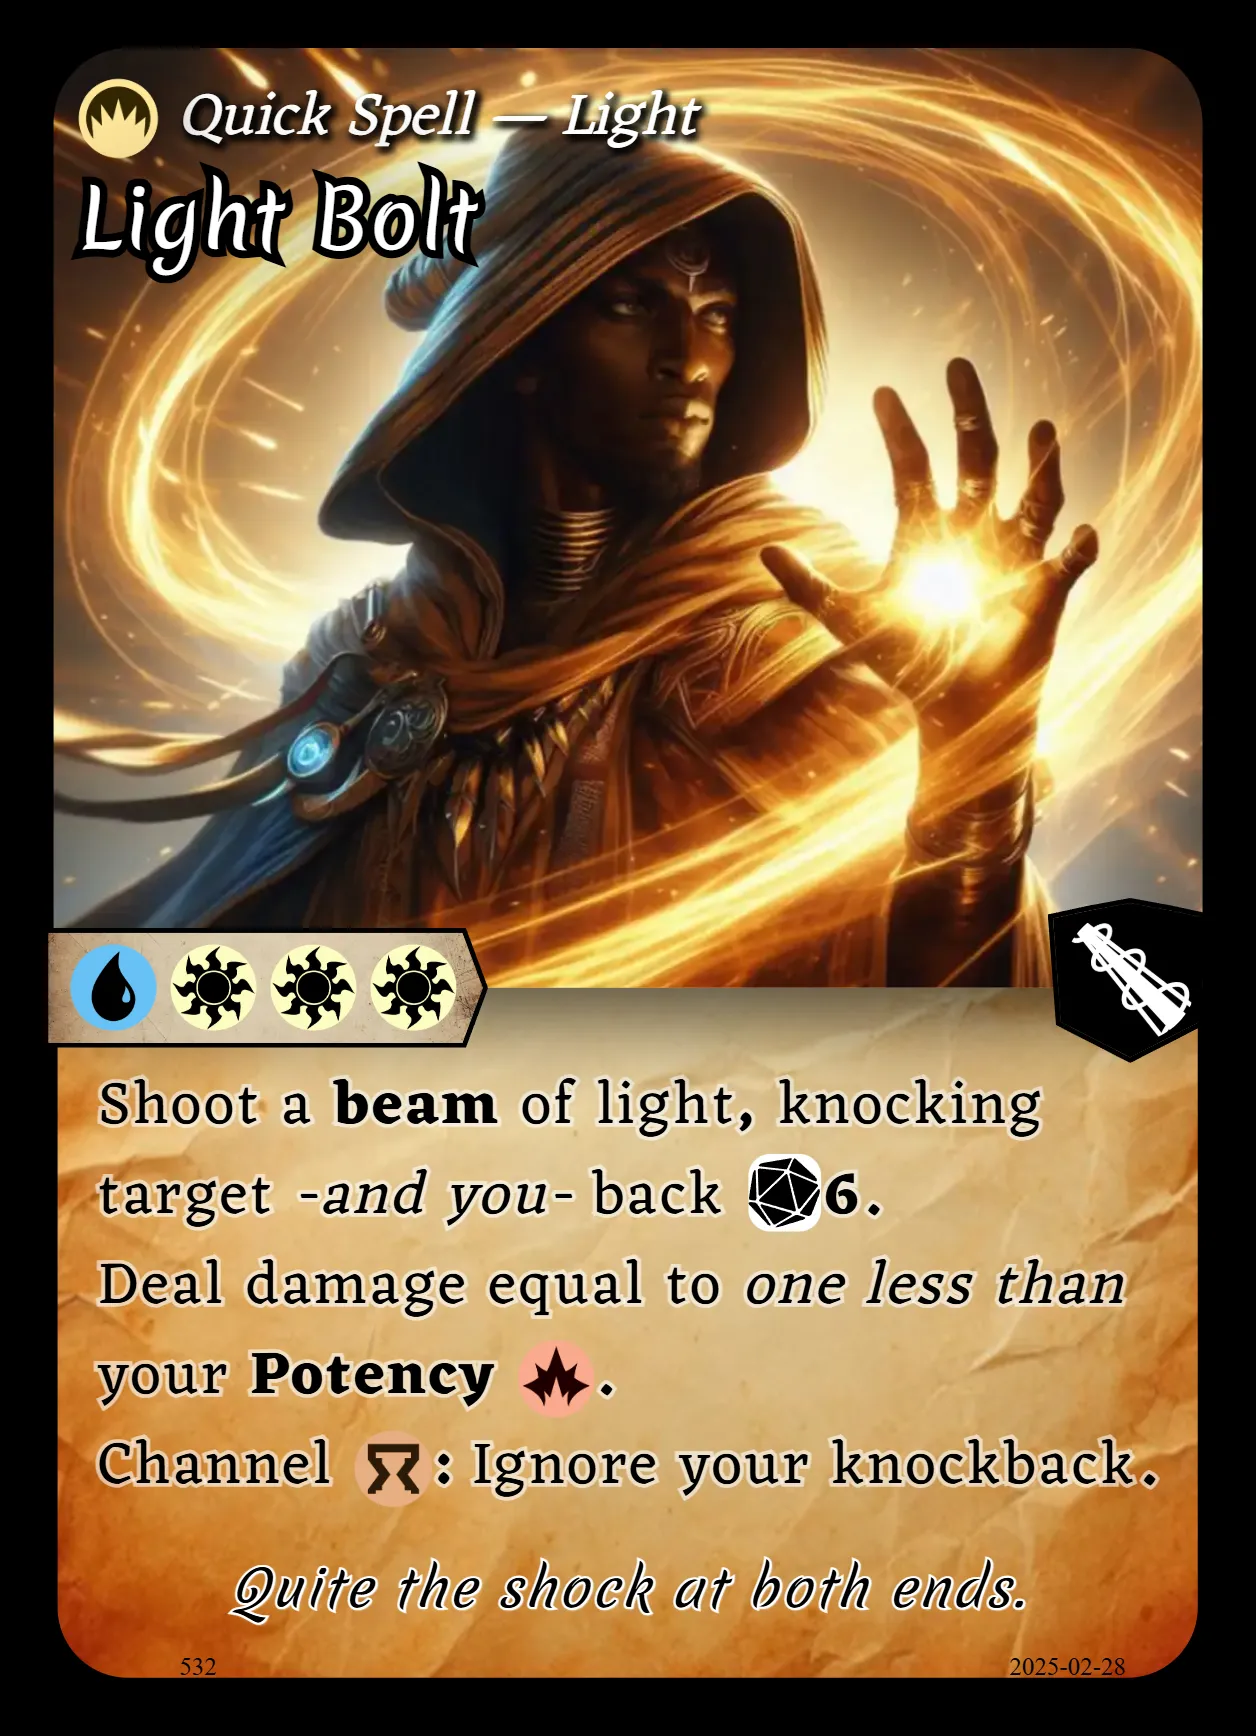 Quick Spell — Light
Light Bolt
Shoot a beam of light, knocking
target -and you- back 6.
Deal damage equal to one less than
your Potency .
Channel : Ignore your knockback.
Quite the shock at both ends.
532
2025-02-28